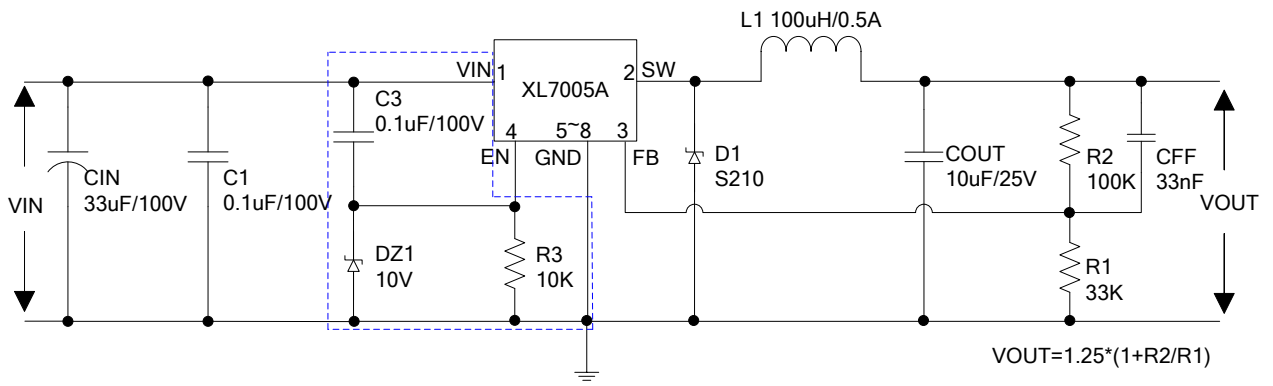 L1 100uH/0.5A
VIN 1
2 SW
XL7005A
C3
0.1uF/100V
4
5~8
3
EN
GND
FB
D1
S210
CIN
33uF/100V
C1
0.1uF/100V
COUT
10uF/25V
R2
100K
CFF
33nF
VIN
VOUT
DZ1
10V
R3
10K
R1
33K
VOUT=1.25*(1+R2/R1)